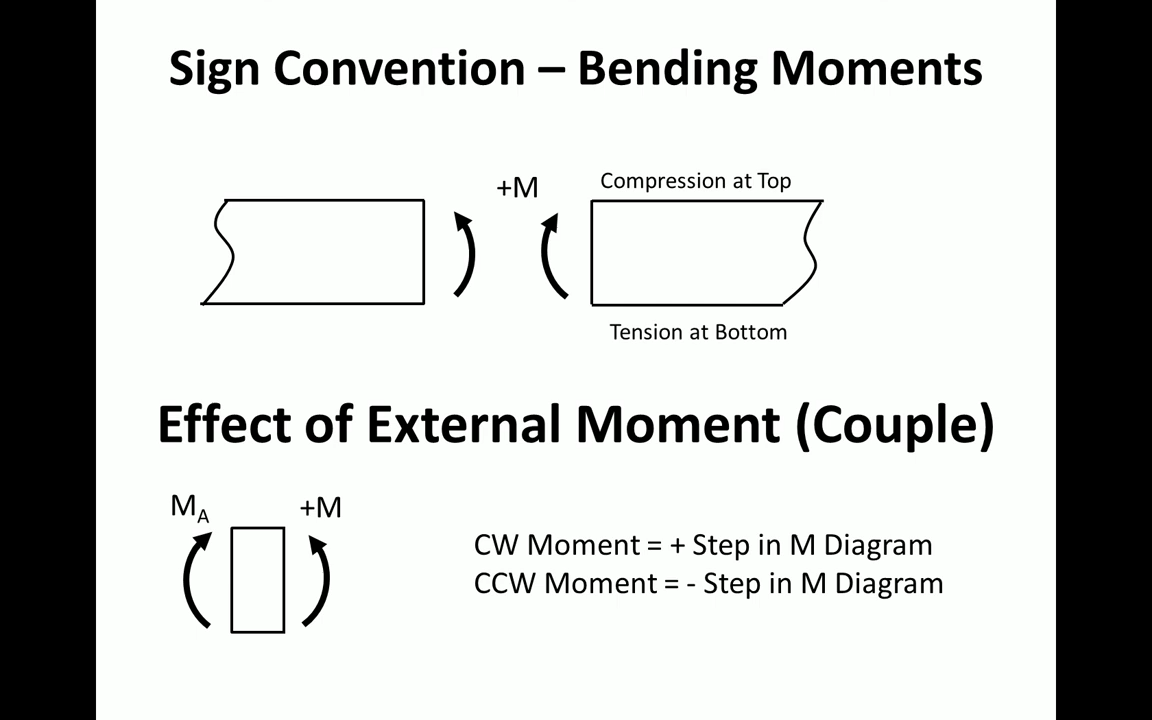 Sign Convention – Bending Moments
+M
Compression at Top
Tension at Bottom
Effect of External Moment (Couple)
MA
+M
CW Moment = + Step in M Diagram
CCW Moment = - Step in M Diagram